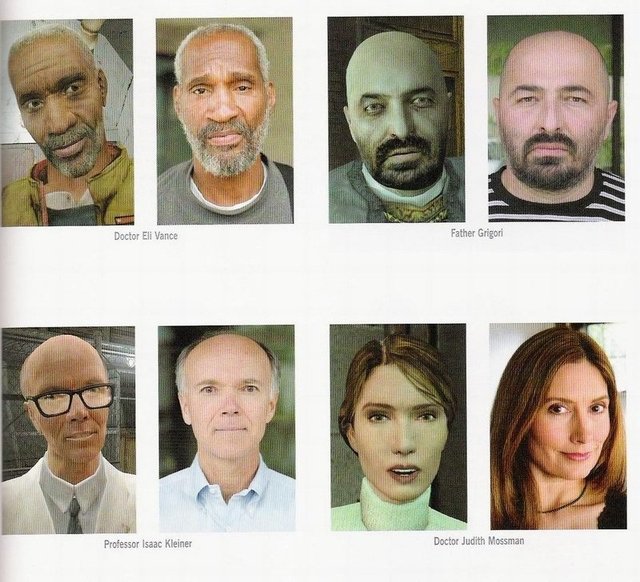 Doctor Eli Vance
Father Grigori
Professor Isaac Kleiner
Doctor Judith Mossman